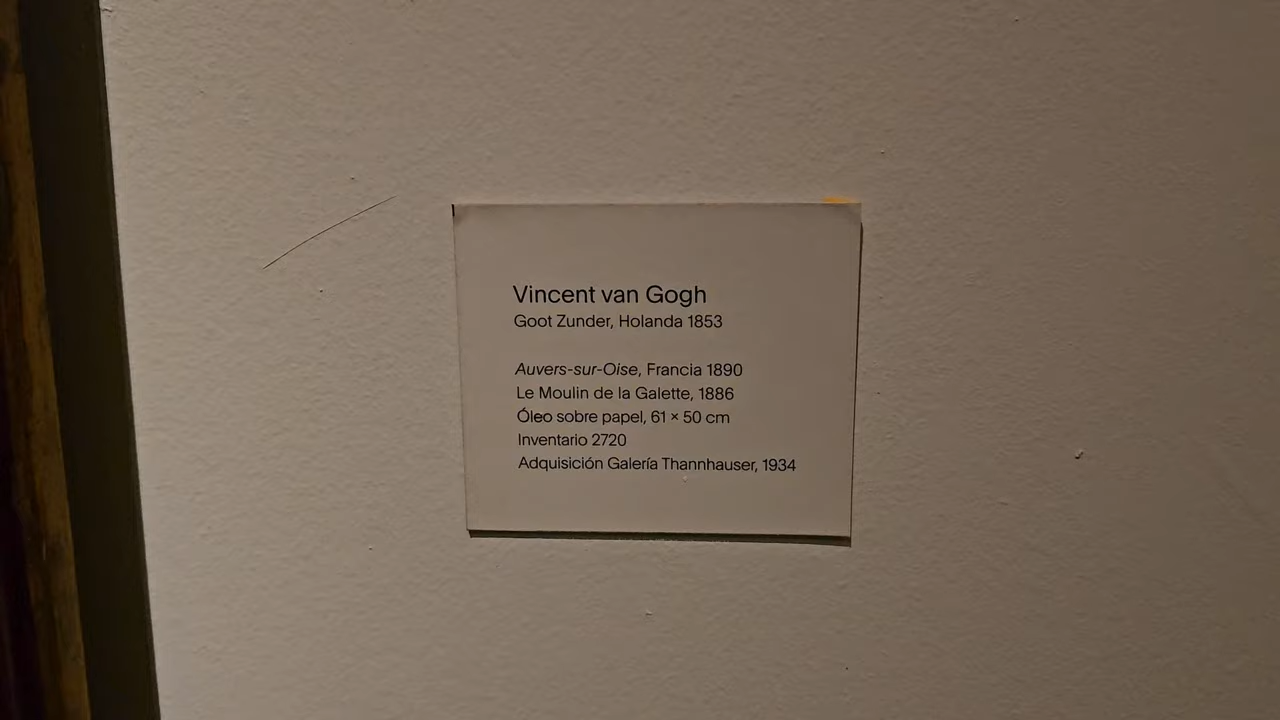 Vincent van Gogh
Goot Zunder, Holanda 1853
Auvers-sur-Oise, Francia 1890
Le Moulin de la Galette, 1886
Óleo sobre papel, 61 × 50 cm
Inventario 2720
Adquisición Galería Thannhauser, 1934